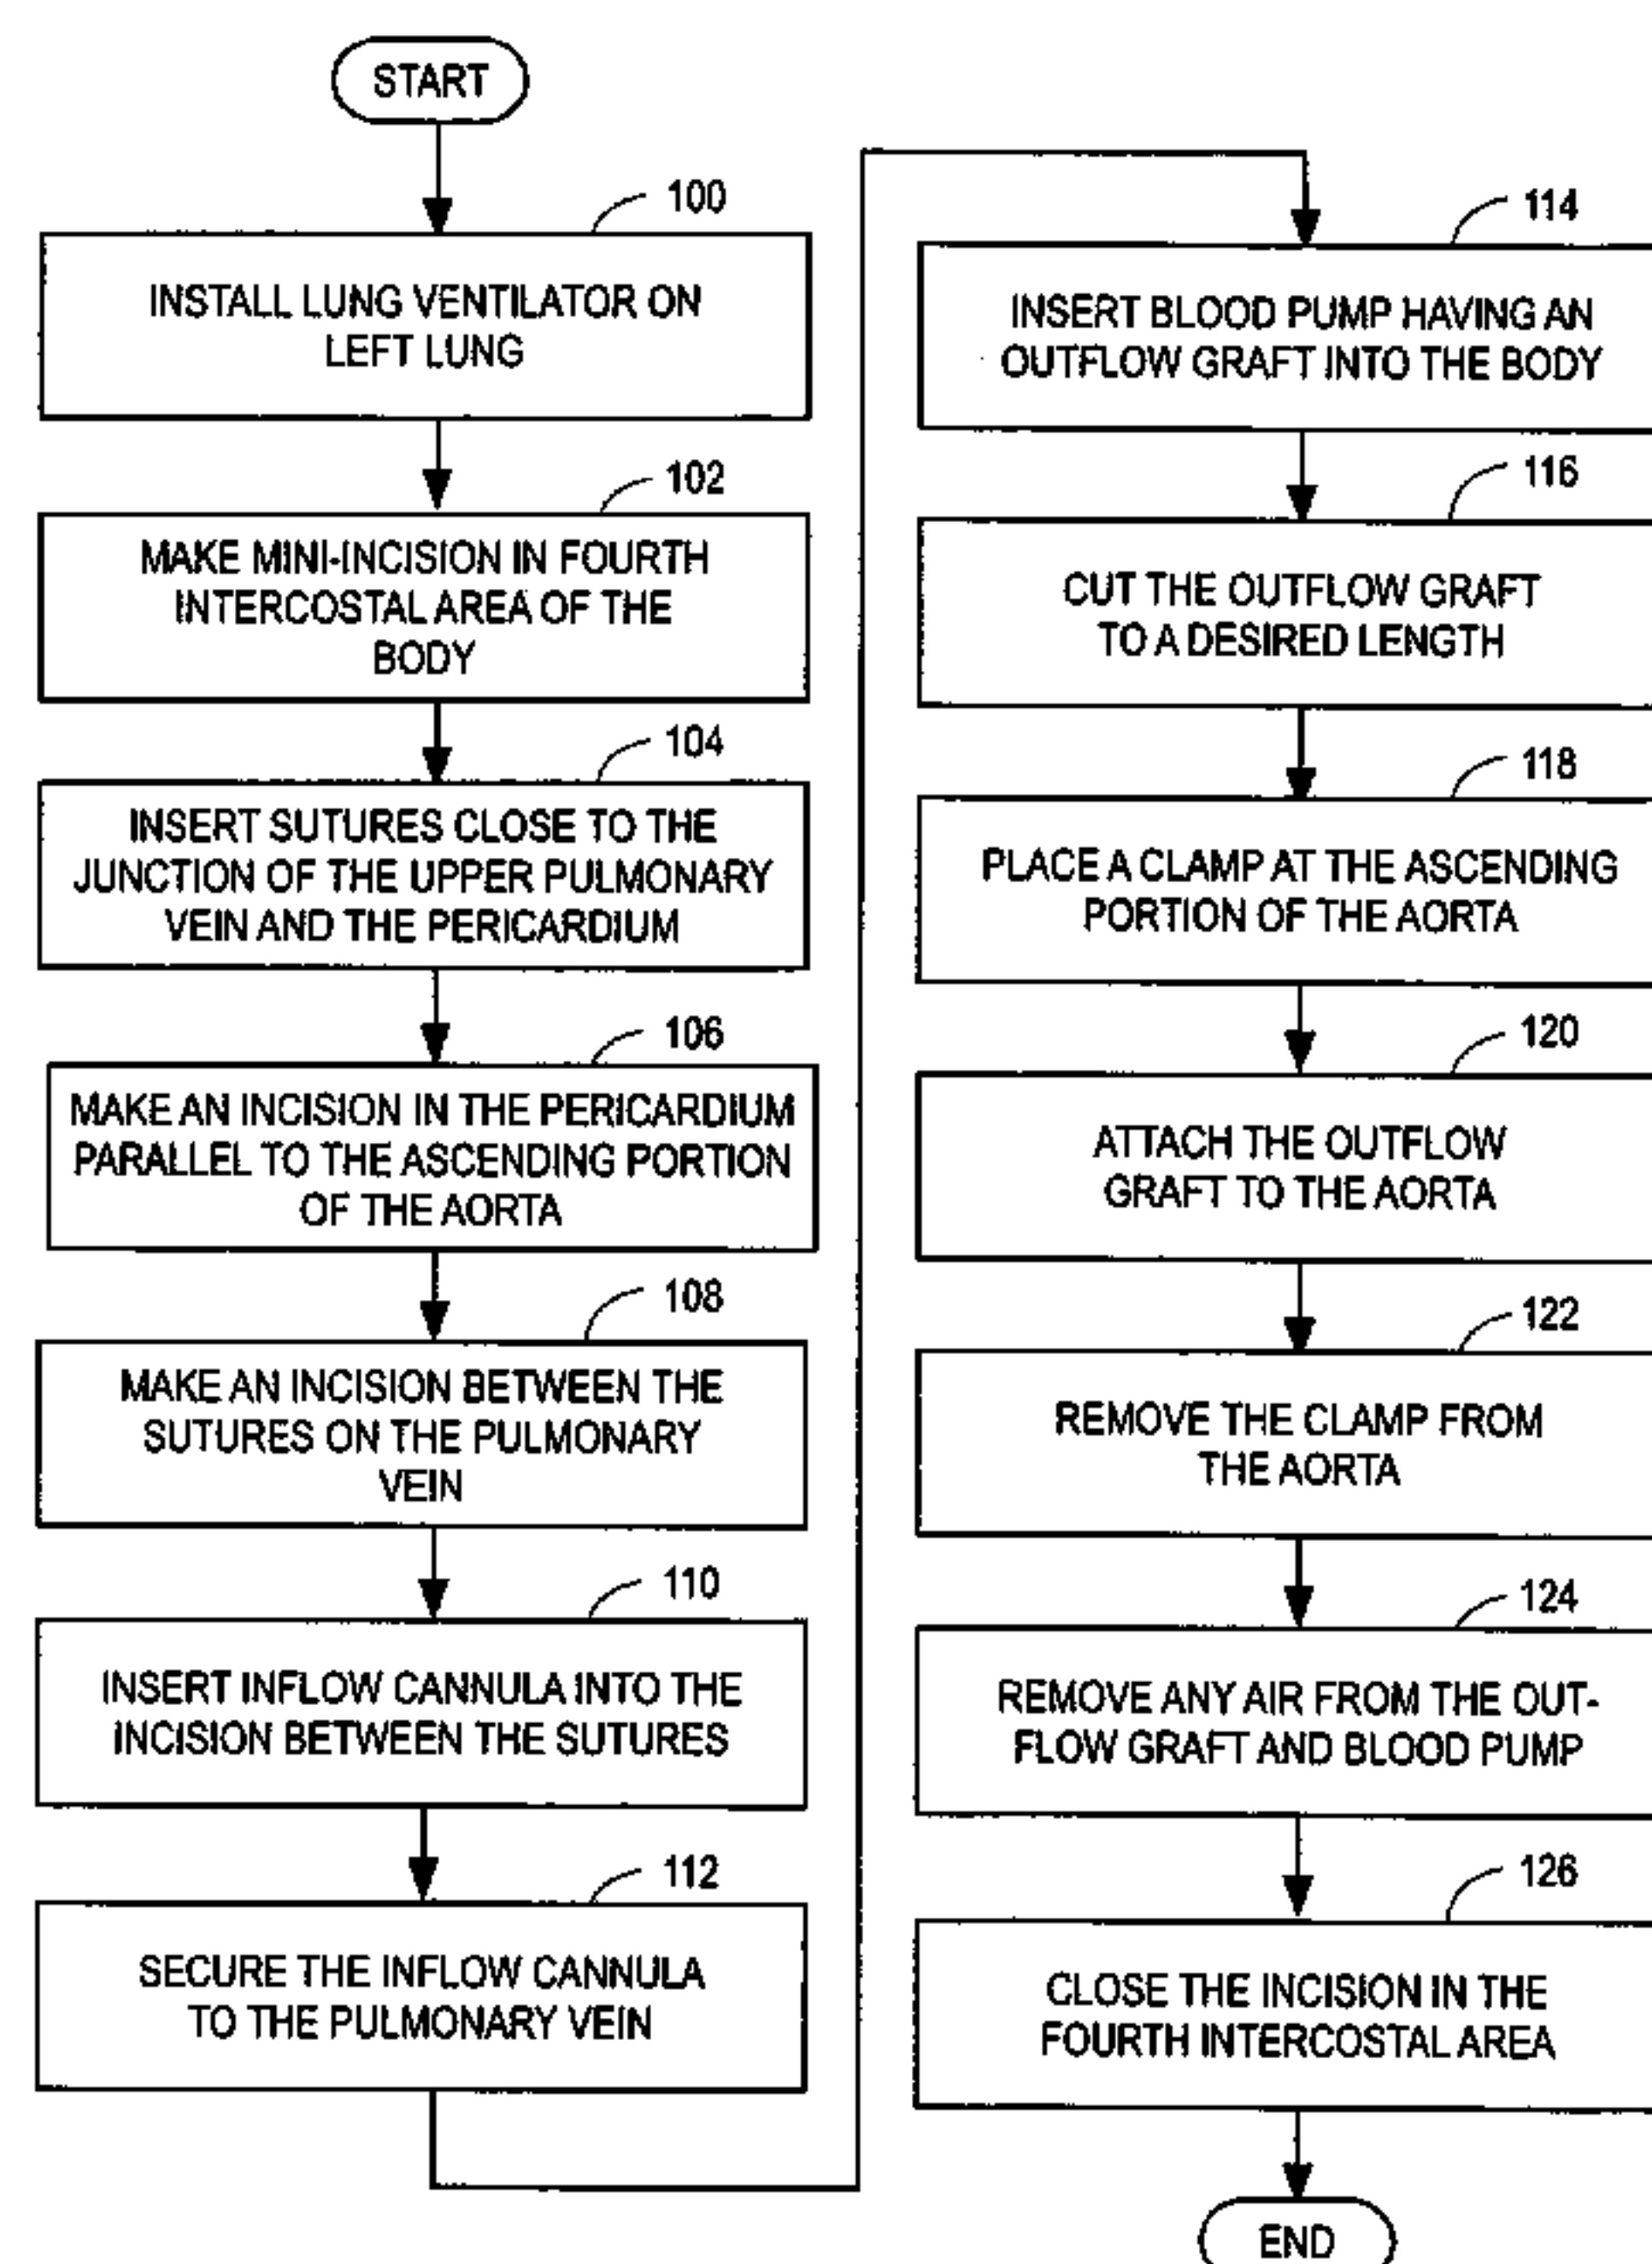 START
100
INSTALL LUNG VENTILATOR ON
LEFT LUNG
102
MAKE MINI-INCISION IN FOURTH
INTERCOSTAL AREA OF THE
BODY
104
INSERT SUTURES CLOSE TO THE
JUNCTION OF THE UPPER PULMONARY
VEIN AND THE PERICARDIUM
106
MAKE AN INCISION IN THE PERICARDIUM
PARALLEL TO THE ASCENDING PORTION
OF THE AORTA
108
MAKE AN INCISION BETWEEN THE
SUTURES ON THE PULMONARY
VEIN
110
INSERT INFLOW CANNULA INTO THE
INCISION BETWEEN THE SUTURES
112
SECURE THE INFLOW CANNULA
TO THE PULMONARY VEIN
114
INSERT BLOOD PUMP HAVING AN
OUTFLOW GRAFT INTO THE BODY
116
CUT THE OUTFLOW GRAFT
TO A DESIRED LENGTH
118
PLACE A CLAMP AT THE ASCENDING
PORTION OF THE AORTA
120
ATTACH THE OUTFLOW
GRAFT TO THE AORTA
122
REMOVE THE CLAMP FROM
THE AORTA
124
REMOVE ANY AIR FROM THE OUT-
FLOW GRAFT AND BLOOD PUMP
126
CLOSE THE INCISION IN THE
FOURTH INTERCOSTAL AREA
END